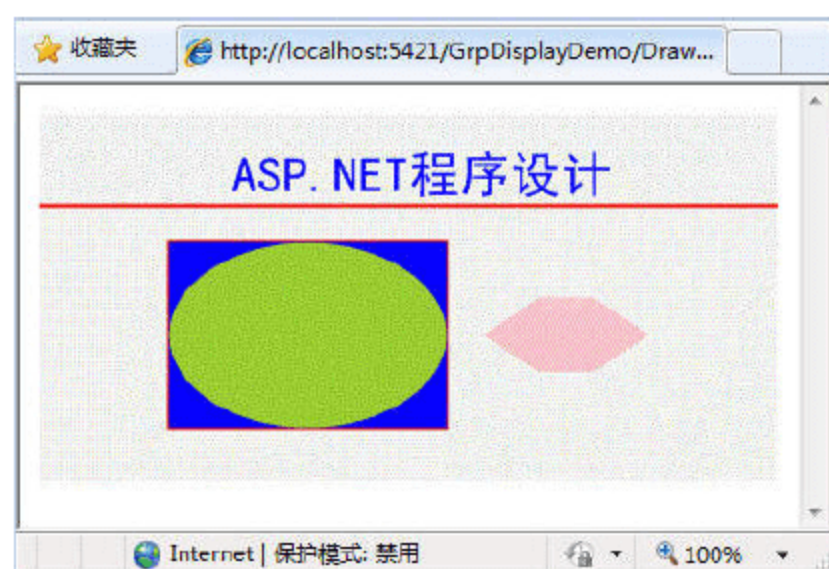 收藏夹
http://localhost:5421/GrpDisplayDemo/Draw...
ASP.NET程序设计
Internet | 保护模式: 禁用
100%